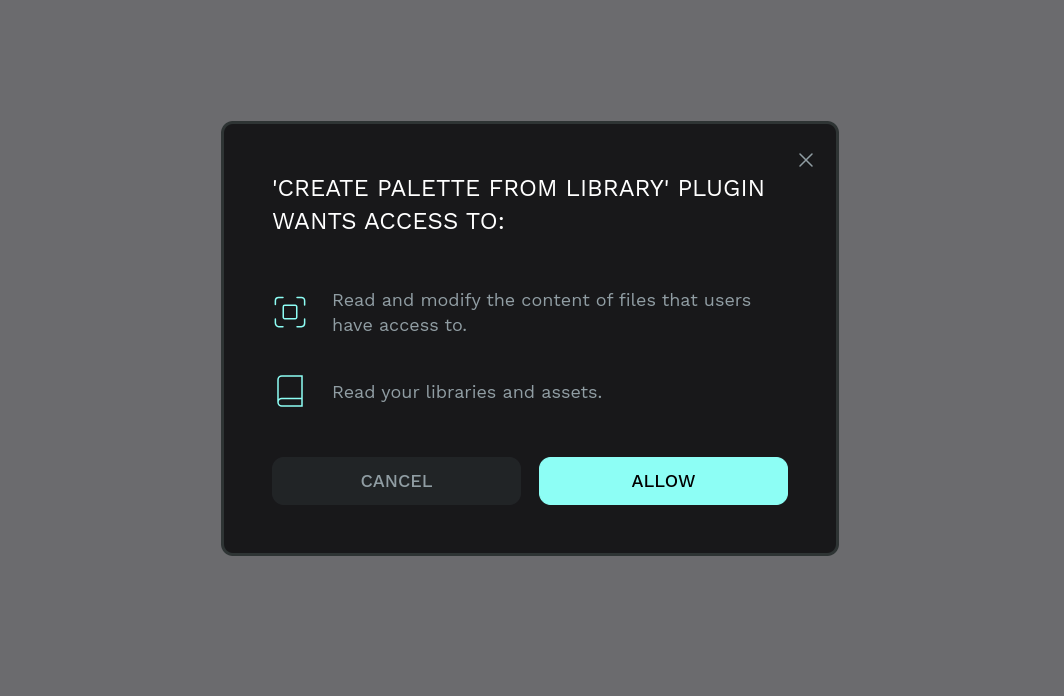 'CREATE PALETTE FROM LIBRARY' PLUGIN
WANTS ACCESS TO:
Read and modify the content of files that users
have access to.
Read your libraries and assets.
CANCEL
ALLOW